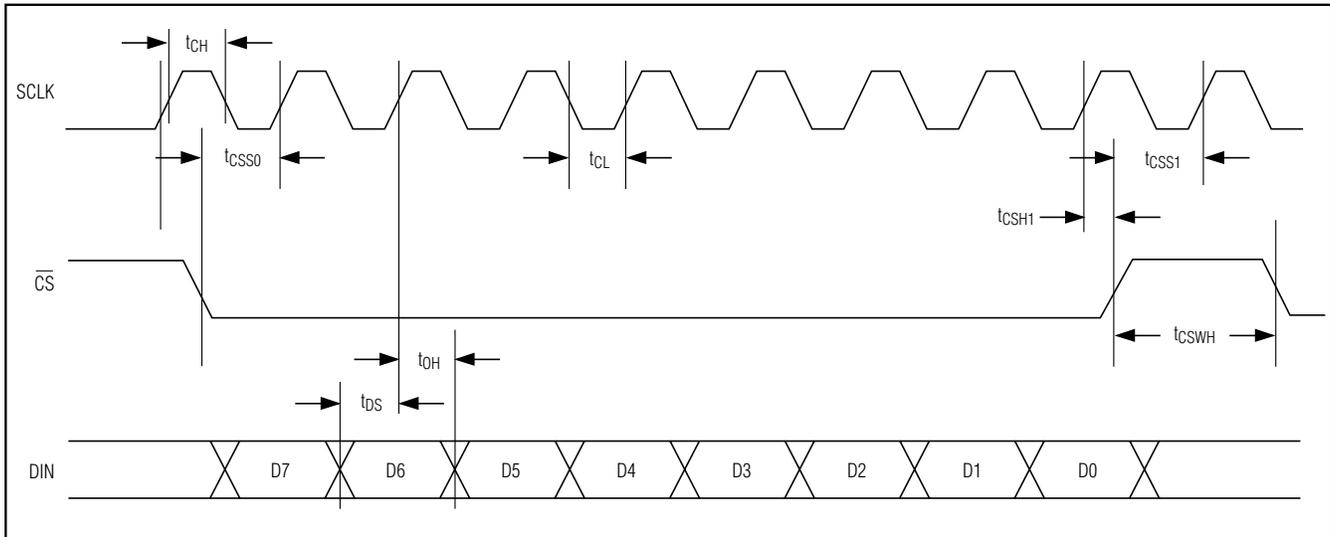 tCH
SCLK
tCSS0
tCL
tCSS1
tCSH1
CS
tCSWH
tOH
tDS
DIN
D7
D6
D5
D4
D3
D2
D1
D0